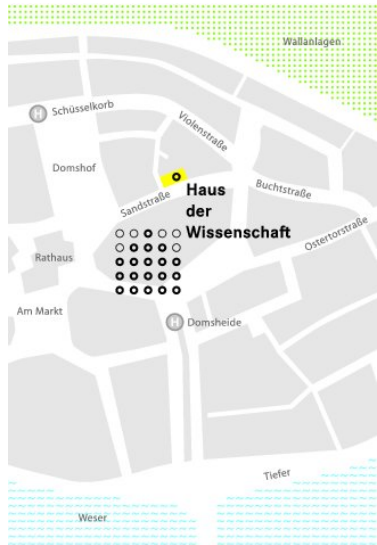 Wallanlagen
H Schüsselkorb
Violenstraße
Domshof
Haus
der
Wissenschaft
Buchtstraße
Sandstraße
Ostertorstraße
Rathaus
Am Markt
H Domsheide
Tiefer
Weser